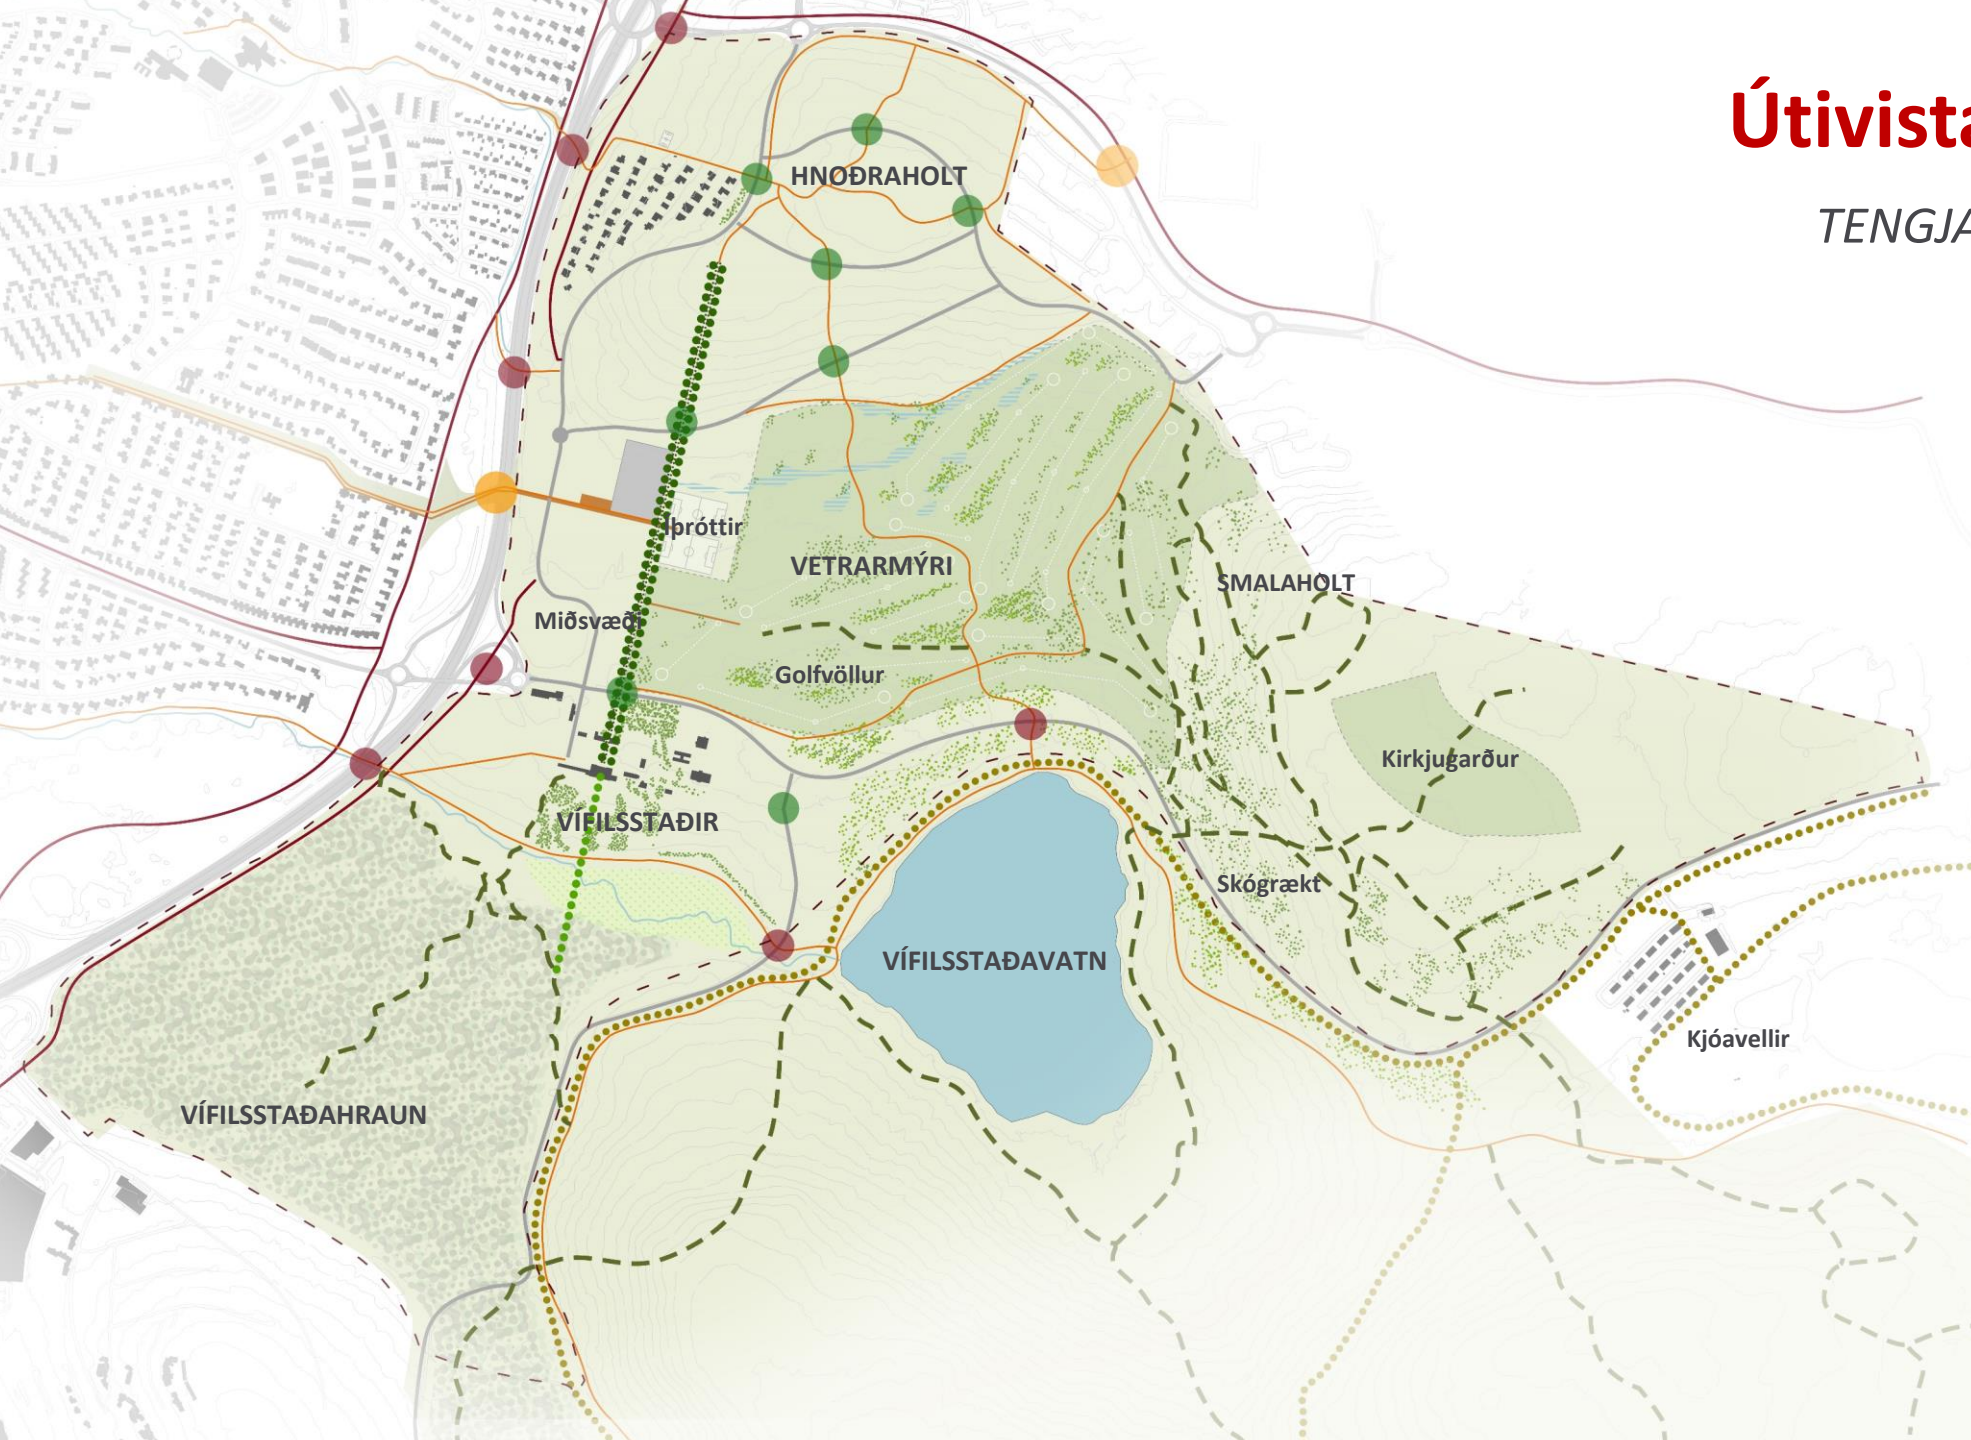 Útivista
TENGJA
HNOÐRAHOLT
Íþróttir
VETRARMÝRI
SMALAHOLT
Miðsvæði
Golfvöllur
Kirkjugarður
VÍFILSSTAÐIR
Skógrækt
VÍFILSSTAÐAVATN
Kjóavellir
VÍFILSSTAÐAHRAUN